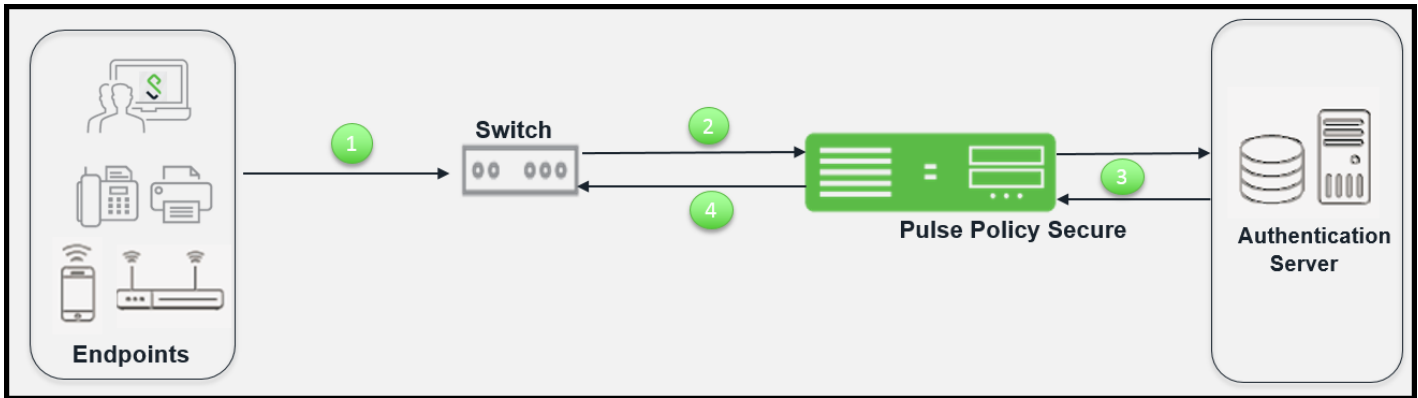 Endpoints
1
Switch
2
4
Pulse Policy Secure
3
Authentication
Server